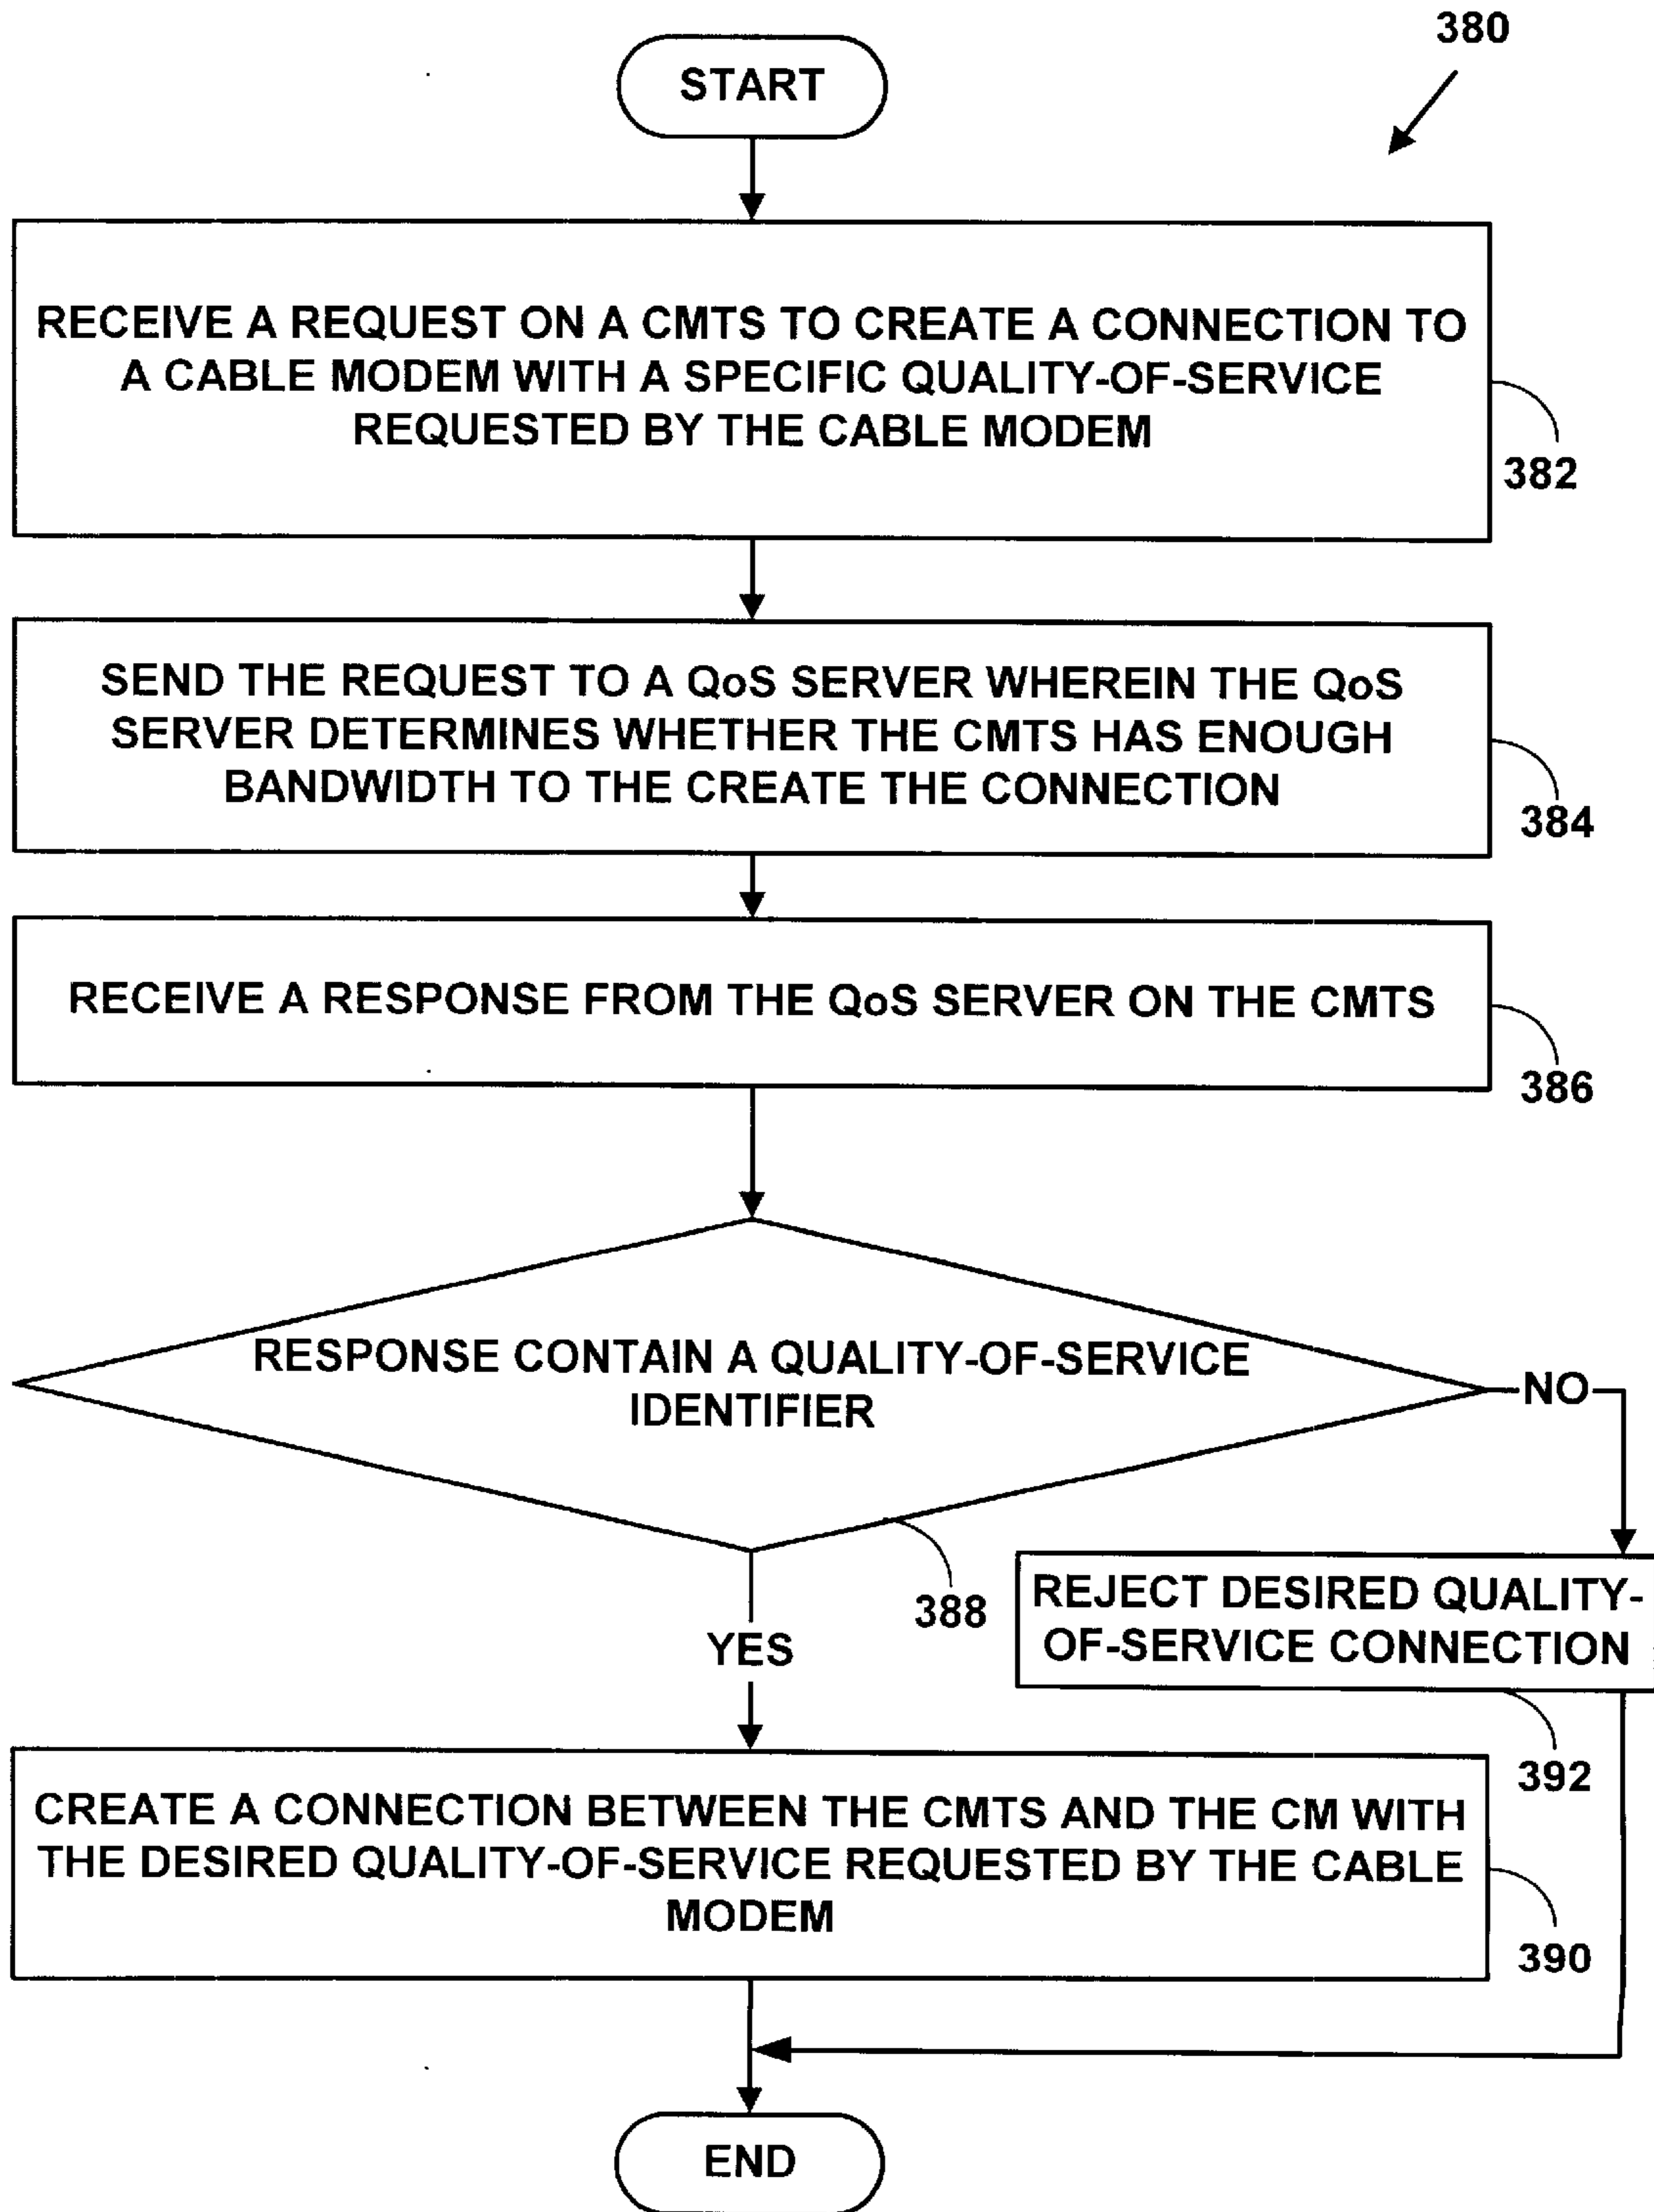 380
START
RECEIVE A REQUEST ON A CMTS TO CREATE A CONNECTION TO
A CABLE MODEM WITH A SPECIFIC QUALITY-OF-SERVICE
REQUESTED BY THE CABLE MODEM
382
SEND THE REQUEST TO A QoS SERVER WHEREIN THE QoS
SERVER DETERMINES WHETHER THE CMTS HAS ENOUGH
BANDWIDTH TO THE CREATE THE CONNECTION
384
RECEIVE A RESPONSE FROM THE QoS SERVER ON THE CMTS
386
RESPONSE CONTAIN A QUALITY-OF-SERVICE
IDENTIFIER
NO
388
YES
REJECT DESIRED QUALITY-
OF-SERVICE CONNECTION
392
CREATE A CONNECTION BETWEEN THE CMTS AND THE CM WITH
THE DESIRED QUALITY-OF-SERVICE REQUESTED BY THE CABLE
MODEM
390
END